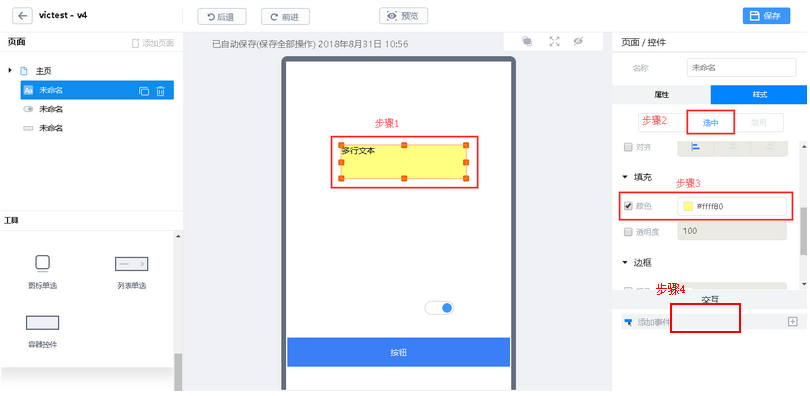 victest - v4
后退
前进
预览
保存
页面
添加页面
已自动保存(保存全部操作) 2018年8月31日 10:56
页面 / 控件
主页
未命名
未命名
未命名
名称
未命名
属性
样式
步骤1
步骤2
选中
禁用
多行文本
对齐
填充
步骤3
颜色
#ffff80
透明度
100
边框
步骤4
交互
添加事件
工具
图标单选
列表单选
容器控件
按钮